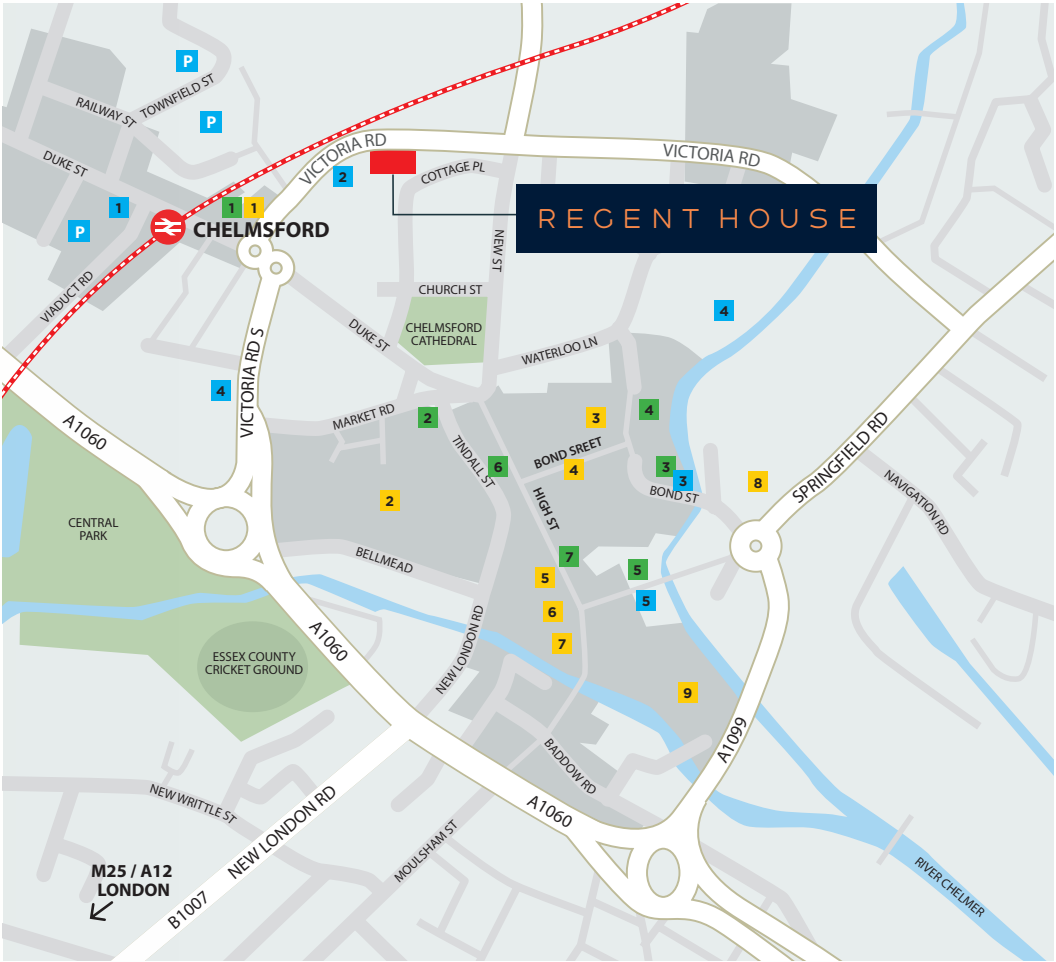 P
TOWNFIELD ST
RAILWAY ST
P
VICTORIA RD
VICTORIA RD
DUKE ST
COTTAGE PL
2
1
1
1
REGENT HOUSE
P
CHELMSFORD
NEW ST
VIADUCT RD
CHURCH ST
4
CHELMSFORD
CATHEDRAL
DUKE ST
WATERLOO LN
VICTORIA RD S
4
A1060
MARKET RD
2
3
4
TINDALL ST
BOND SREET
6
4
3
3
8
SPRINGFIELD RD
BOND ST
2
HIGH ST
NAVIGATION RD
CENTRAL
PARK
BELLMEAD
7
5
5
5
6
7
A1060
NEW LONDON RD
ESSEX COUNTY
CRICKET GROUND
9
A1099
BADDOW RD
NEW WRITTLE ST
NEW LONDON RD
A1060
MOULSHAM ST
M25 / A12
LONDON
B1007
RIVER CHELMER